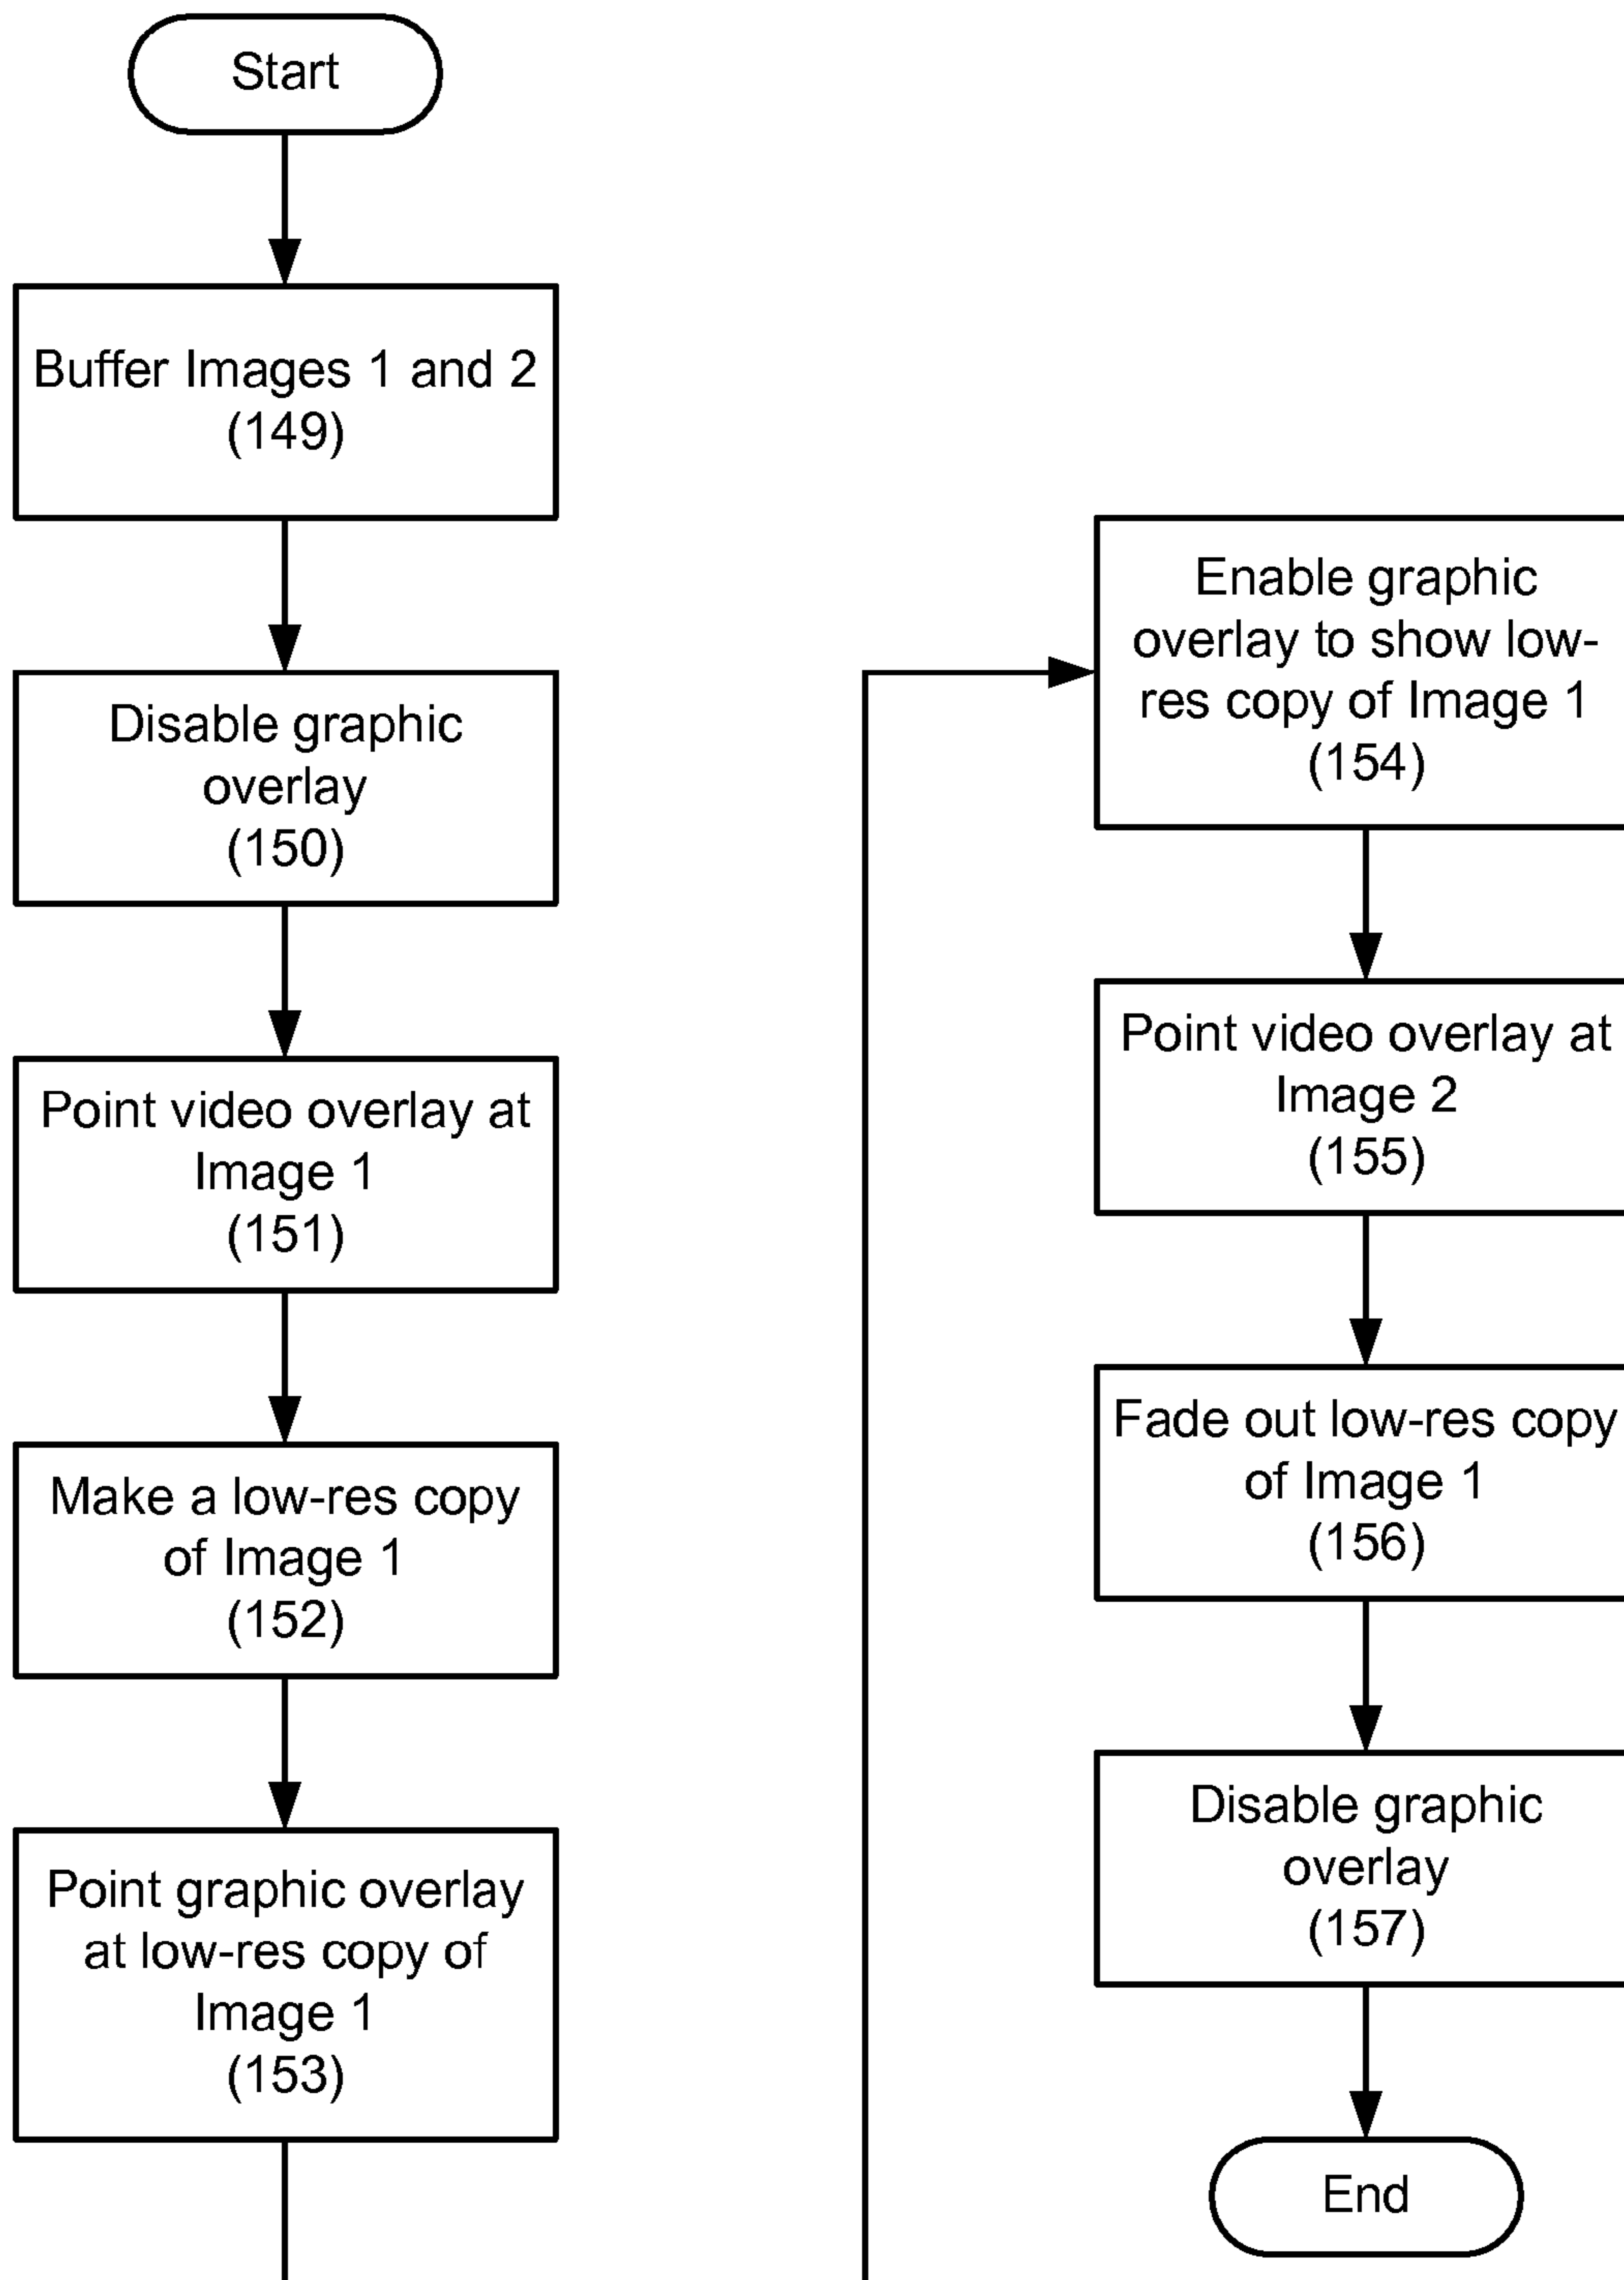 Start
Buffer Images 1 and 2
(149)
Disable graphic
overlay
(150)
Point video overlay at
Image 1
(151)
Make a low-res copy
of Image 1
(152)
Point graphic overlay
at low-res copy of
Image 1
(153)
Enable graphic
overlay to show low-
res copy of Image 1
(154)
Point video overlay at
Image 2
(155)
Fade out low-res copy
of Image 1
(156)
Disable graphic
overlay
(157)
End